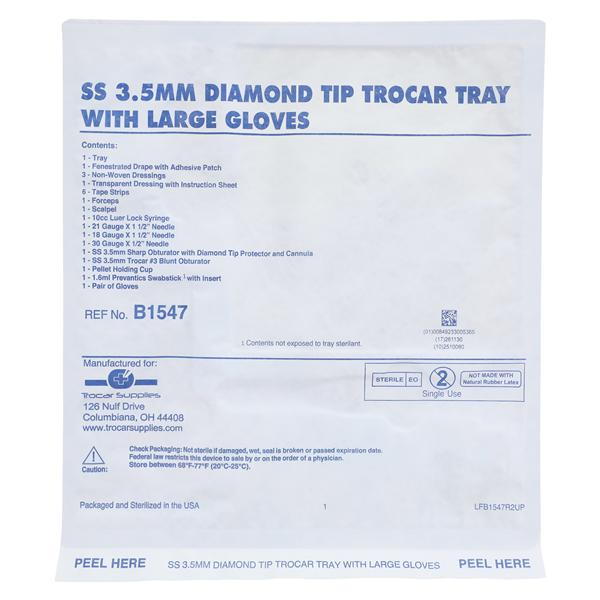 SS 3.5MM DIAMOND TIP TROCAR TRAY
WITH LARGE GLOVES
Contents:
1 - Tray
1 - Fenestrated Drape with Adhesive Patch
3 - Non-Woven Dressings
1 - Transparent Dressing with Instruction Sheet
6 - Tape Strips
1 - Forceps
1 - Scalpel
1 - 10cc Luer Lock Syringe
1 - 21 Gauge X 1 1/2" Needle
1 - 18 Gauge X 1 1/2" Needle
1 - 30 Gauge X 1/2" Needle
1 - SS 3.5mm Sharp Obturator with Diamond Tip Protector and Cannula
1 - SS 3.5mm Trocar #3 Blunt Obturator
1 - Pellet Holding Cup
1 - 1.6ml Prevantics Swabstick 1 with Insert
1 - Pair of Gloves
REF No. B1547
1 Contents not exposed to tray sterilant.
(01)00849233005365
(17)261130
(10)2510080
Manufactured for:
Trocar Supplies
126 Nulf Drive
Columbiana, OH 44408
www.trocarsupplies.com
STERILE EO
2
Single Use
NOT MADE WITH
Natural Rubber Latex
Caution:
Check Packaging: Not sterile if damaged, wet, seal is broken or passed expiration date.
Federal law restricts this device to sale by or on the order of a physician.
Store between 68°F-77°F (20°C-25°C).
Packaged and Sterilized in the USA
1
LFB1547R2UP
PEEL HERE SS 3.5MM DIAMOND TIP TROCAR TRAY WITH LARGE GLOVES PEEL HERE